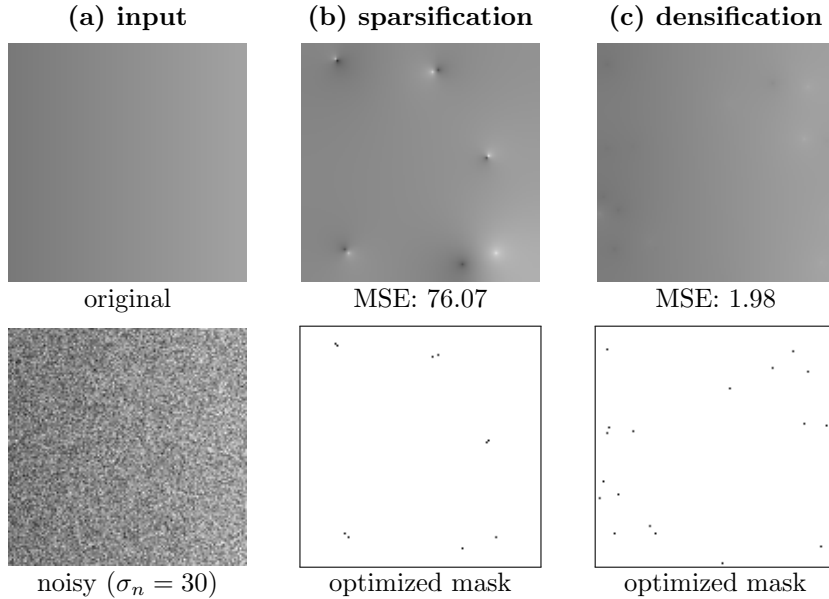 (a) input (b) sparsification (c) densification
original MSE: 76.07 MSE: 1.98
noisy (σₙ = 30) optimized mask optimized mask